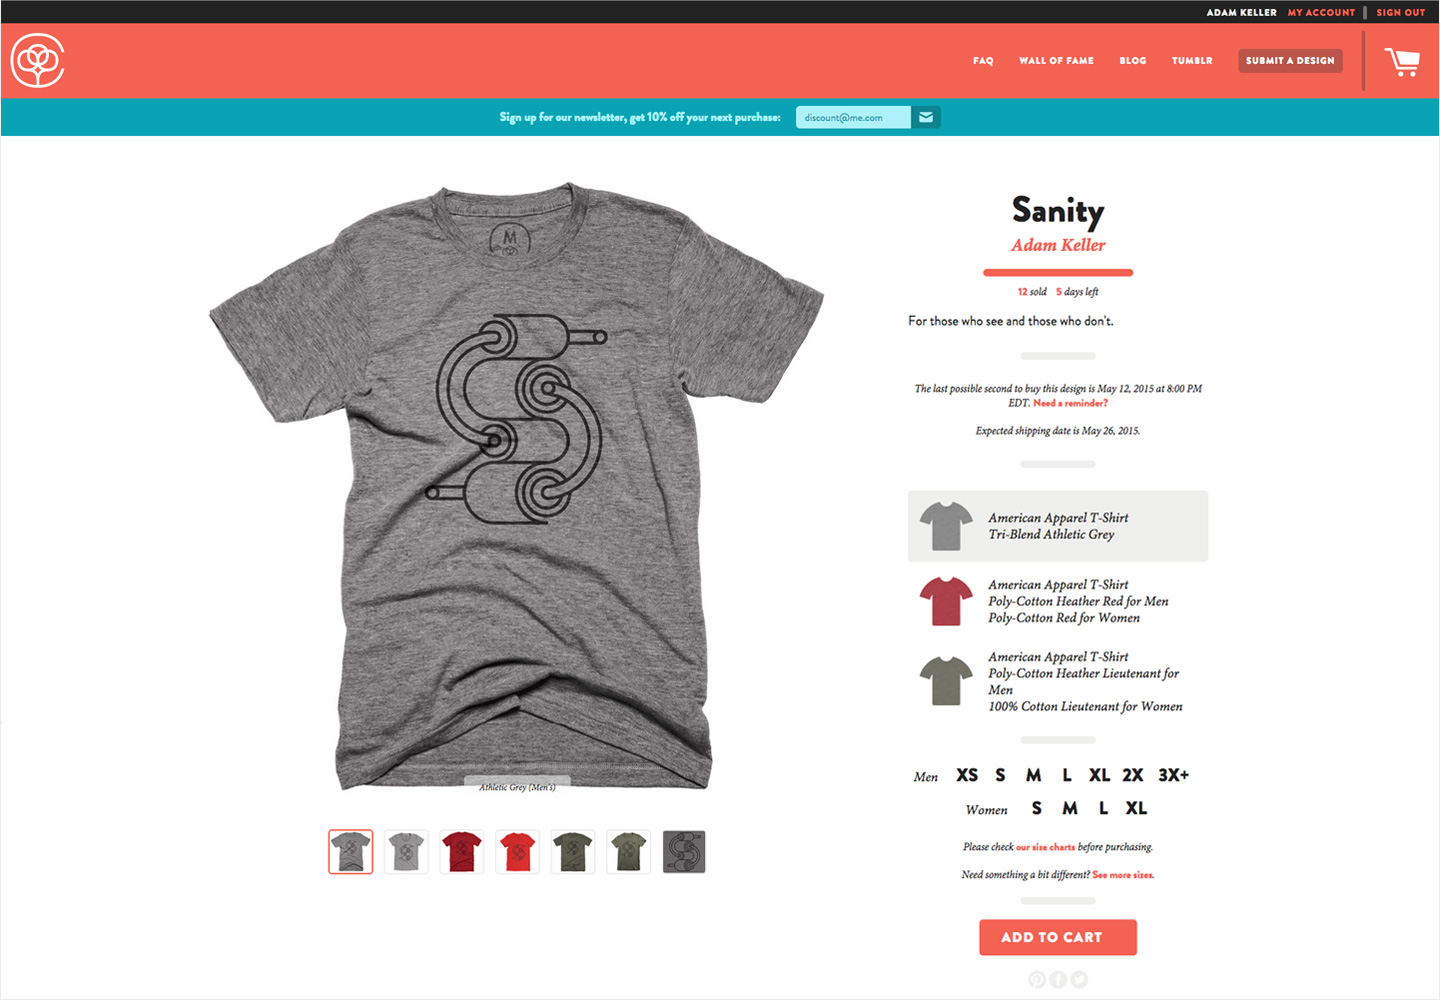 ADAM KELLER MY ACCOUNT SIGN OUT
FAQ WALL OF FAME BLOG TUMBLR SUBMIT A DESIGN
Sign up for our newsletter, get 10% off your next purchase: discount@me.com
M
Sanity
Adam Keller
12 sold 5 days left
For those who see and those who don't.
The last possible second to buy this design is May 12, 2015 at 8:00 PM
EDT. Need a reminder?
Expected shipping date is May 26, 2015.
American Apparel T-Shirt
Tri-Blend Athletic Grey
American Apparel T-Shirt
Poly-Cotton Heather Red for Men
Poly-Cotton Red for Women
American Apparel T-Shirt
Poly-Cotton Heather Lieutenant for
Men
100% Cotton Lieutenant for Women
Athletic Grey (Men's)
Men XS S M L XL 2X 3X+
Women S M L XL
Please check our size charts before purchasing.
Need something a bit different? See more sizes.
ADD TO CART